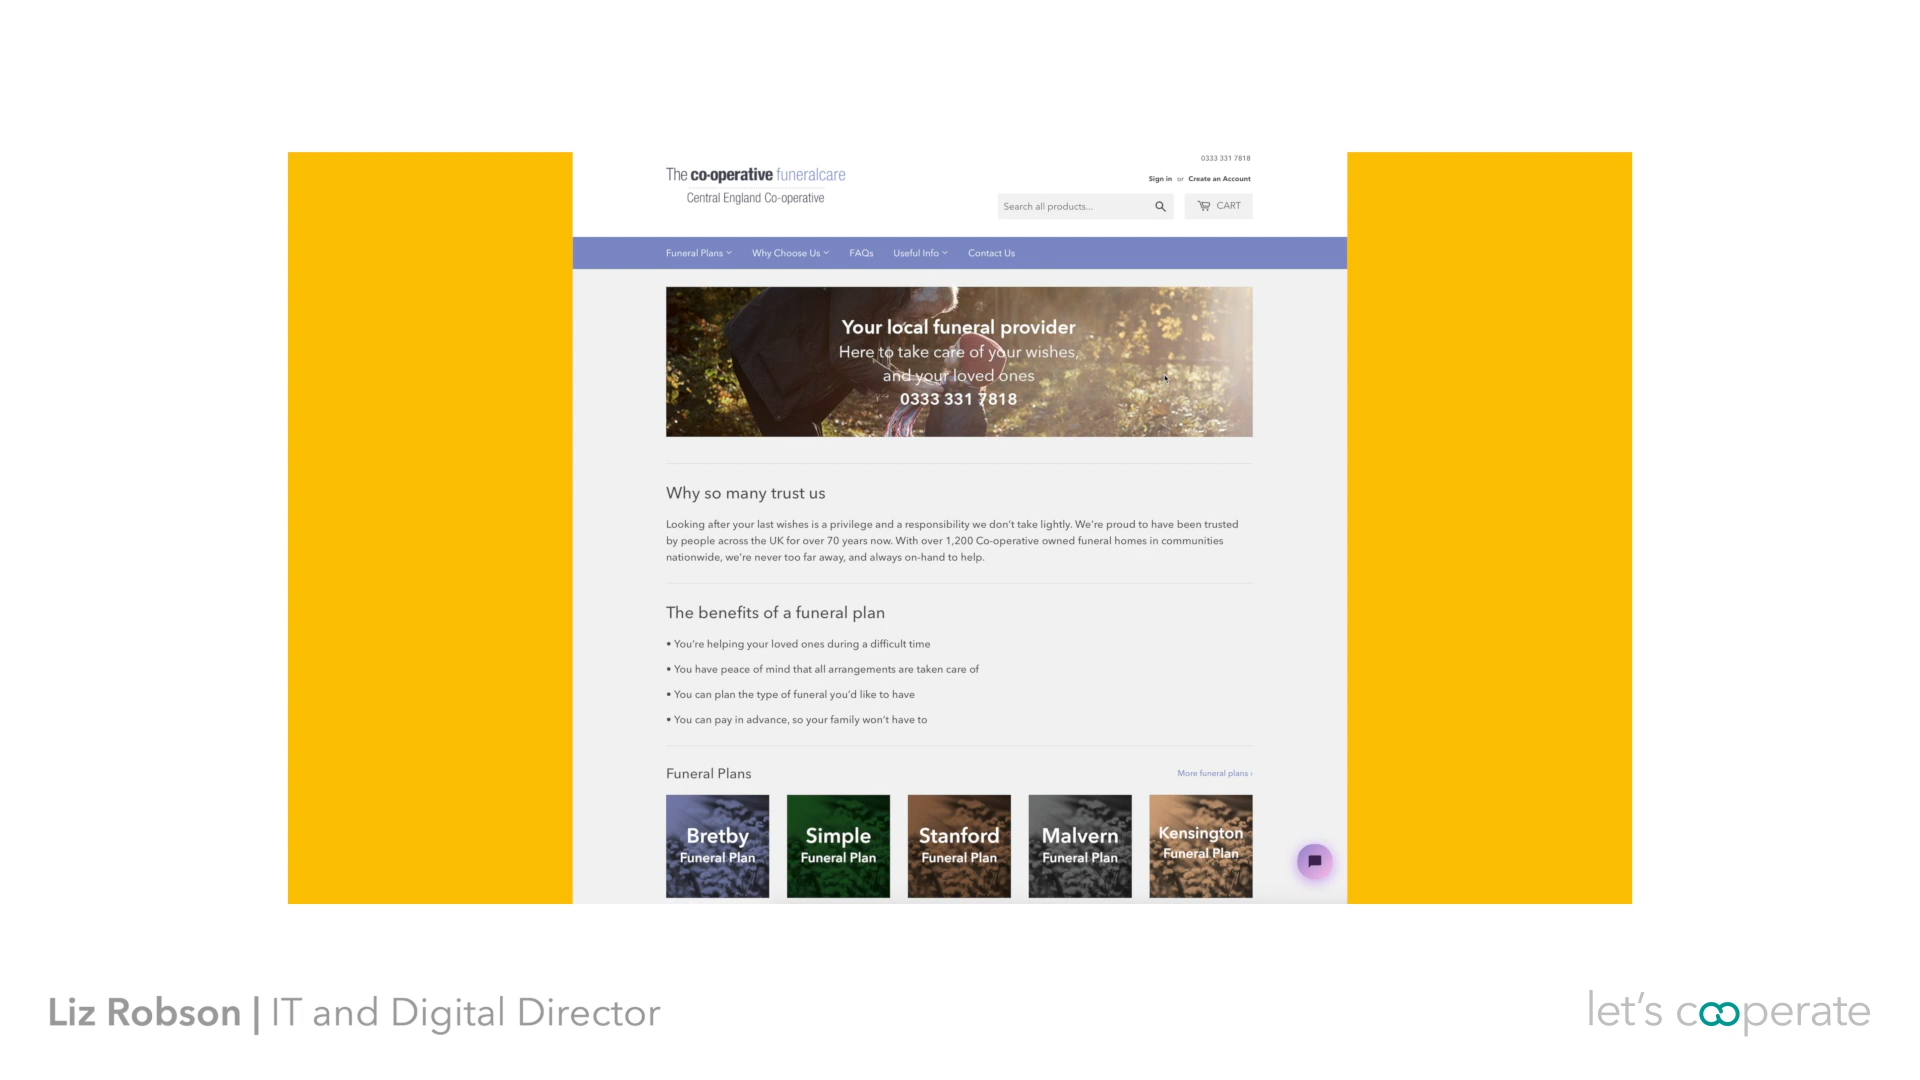 0333 331 7818
The co-operative funeralcare
Central England Co-operative
Sign in or Create an Account
Search all products...
CART
Funeral Plans
Why Choose Us
FAQs
Useful Info
Contact Us
Your local funeral provider
Here to take care of your wishes,
and your loved ones
0333 331 7818
Why so many trust us
Looking after your last wishes is a privilege and a responsibility we don't take lightly. We're proud to have been trusted
by people across the UK for over 70 years now. With over 1,200 Co-operative owned funeral homes in communities
nationwide, we're never too far away, and always on-hand to help.
The benefits of a funeral plan
• You're helping your loved ones during a difficult time
• You have peace of mind that all arrangements are taken care of
• You can plan the type of funeral you'd like to have
• You can pay in advance, so your family won't have to
Funeral Plans
More funeral plans ›
Bretby
Funeral Plan
Simple
Funeral Plan
Stanford
Funeral Plan
Malvern
Funeral Plan
Kensington
Funeral Plan
Liz Robson | IT and Digital Director
let's cooperate